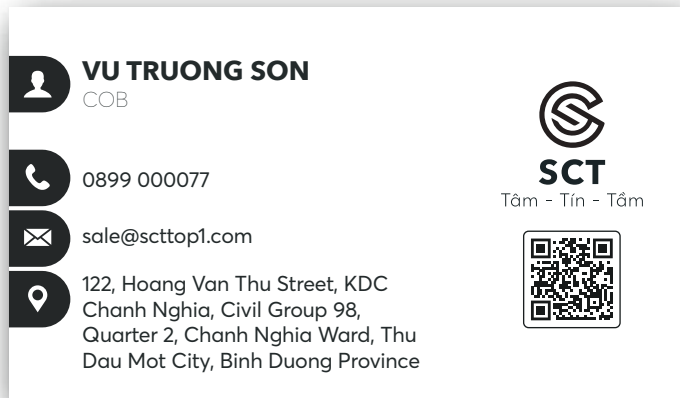 VU TRUONG SON
COB
0899 000077
sale@scttop1.com
122, Hoang Van Thu Street, KDC
Chanh Nghia, Civil Group 98,
Quarter 2, Chanh Nghia Ward, Thu
Dau Mot City, Binh Duong Province
SCT
Tâm - Tín - Tầm